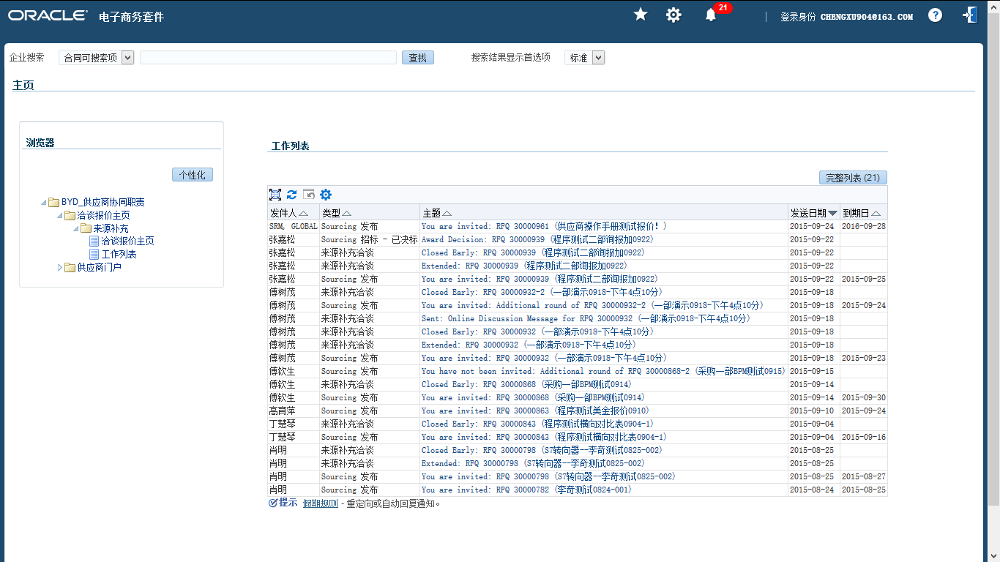 ORACLE 电子商务套件
21
登录身份 CHENGXU904@163.COM
企业搜索 合同可搜索项 查找 搜索结果显示首选项 标准
主页
浏览器
个性化
BYD_供应商协同职责
洽谈报价主页
来源补充
洽谈报价主页
工作列表
供应商门户
工作列表
完整列表 (21)
发件人 类型 主题 发送日期 到期日
SRM, GLOBAL Sourcing 发布 You are invited: RFQ 30000961 (供应商操作手册测试报价!) 2015-09-24 2016-09-28
张嘉松 Sourcing 招标 - 已决标 Award Decision: RFQ 30000939 (程序测试二部询报加0922) 2015-09-22
张嘉松 来源补充洽谈 Closed Early: RFQ 30000939 (程序测试二部询报加0922) 2015-09-22
张嘉松 来源补充洽谈 Extended: RFQ 30000939 (程序测试二部询报加0922) 2015-09-22
张嘉松 Sourcing 发布 You are invited: RFQ 30000939 (程序测试二部询报加0922) 2015-09-22 2015-09-25
傅树茂 来源补充洽谈 Closed Early: RFQ 30000932-2 (一部演示0918-下午4点10分) 2015-09-18
傅树茂 Sourcing 发布 You are invited: Additional round of RFQ 30000932-2 (一部演示0918-下午4点10分) 2015-09-18 2015-09-24
傅树茂 来源补充洽谈 Sent: Online Discussion Message for RFQ 30000932 (一部演示0918-下午4点10分) 2015-09-18
傅树茂 来源补充洽谈 Closed Early: RFQ 30000932 (一部演示0918-下午4点10分) 2015-09-18
傅树茂 来源补充洽谈 Extended: RFQ 30000932 (一部演示0918-下午4点10分) 2015-09-18
傅树茂 Sourcing 发布 You are invited: RFQ 30000932 (一部演示0918-下午4点10分) 2015-09-18 2015-09-23
傅钦生 Sourcing 发布 You have not been invited: Additional round of RFQ 30000868-2 (采购一部BPM测试0915) 2015-09-15
傅钦生 来源补充洽谈 Closed Early: RFQ 30000868 (采购一部BPM测试0914) 2015-09-14
傅钦生 Sourcing 发布 You are invited: RFQ 30000868 (采购一部BPM测试0914) 2015-09-14 2015-09-30
高育萍 Sourcing 发布 You are invited: RFQ 30000863 (程序测试美金报价0910) 2015-09-10 2015-09-24
丁慧琴 来源补充洽谈 Closed Early: RFQ 30000843 (程序测试横向对比表0904-1) 2015-09-04
丁慧琴 Sourcing 发布 You are invited: RFQ 30000843 (程序测试横向对比表0904-1) 2015-09-04 2015-09-16
肖明 来源补充洽谈 Closed Early: RFQ 30000798 (S7转向器--李奇测试0825-002) 2015-08-25
肖明 来源补充洽谈 Extended: RFQ 30000798 (S7转向器--李奇测试0825-002) 2015-08-25
肖明 Sourcing 发布 You are invited: RFQ 30000798 (S7转向器--李奇测试0825-002) 2015-08-25 2015-08-27
肖明 Sourcing 发布 You are invited: RFQ 30000782 (李奇测试0824-001) 2015-08-24 2015-08-25
提示 假期规则 - 重定向或自动回复通知。